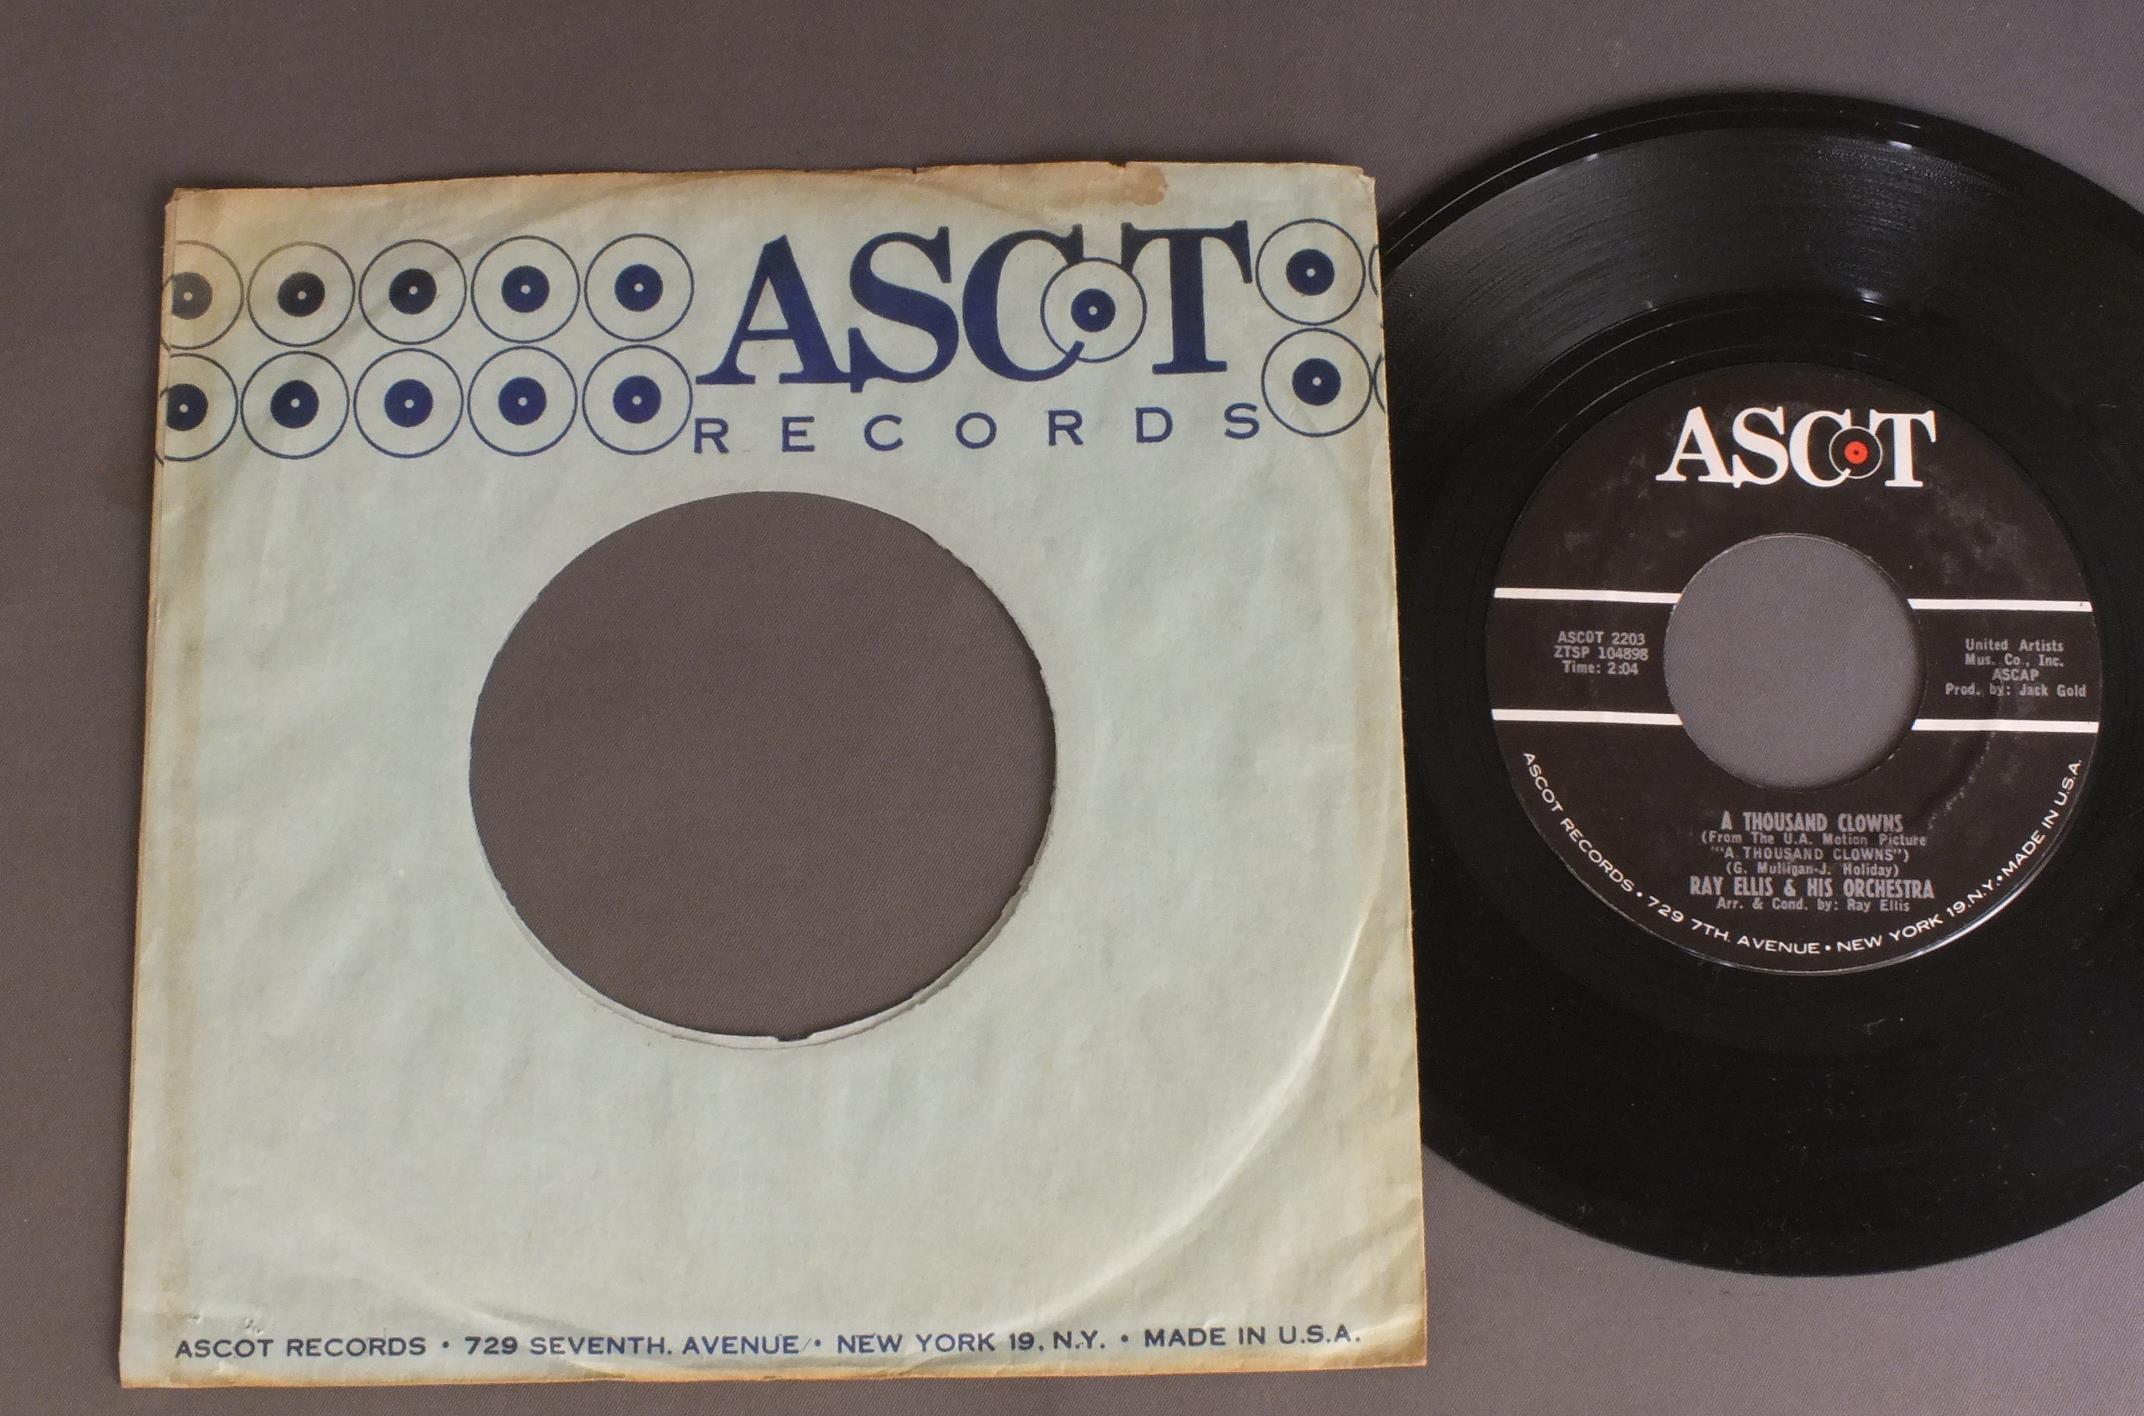 ASCOT
RECORDS
ASCOT RECORDS • 729 SEVENTH. AVENUE • NEW YORK 19. N.Y. • MADE IN U.S.A.
ASCOT
ASCOT 2203
ZTSP 104898
Time: 2:04
United Artists
Mus. Co., Inc.
ASCAP
Prod. by: Jack Gold
A THOUSAND CLOWNS
(From The U.A. Motion Picture
""A THOUSAND CLOWNS")
(G. Mulligan-J. Holiday)
RAY ELLIS & HIS ORCHESTRA
Arr. & Cond. by: Ray Ellis
ASCOT RECORDS • 729 7TH. AVENUE • NEW YORK 19, N.Y. • MADE IN U.S.A.